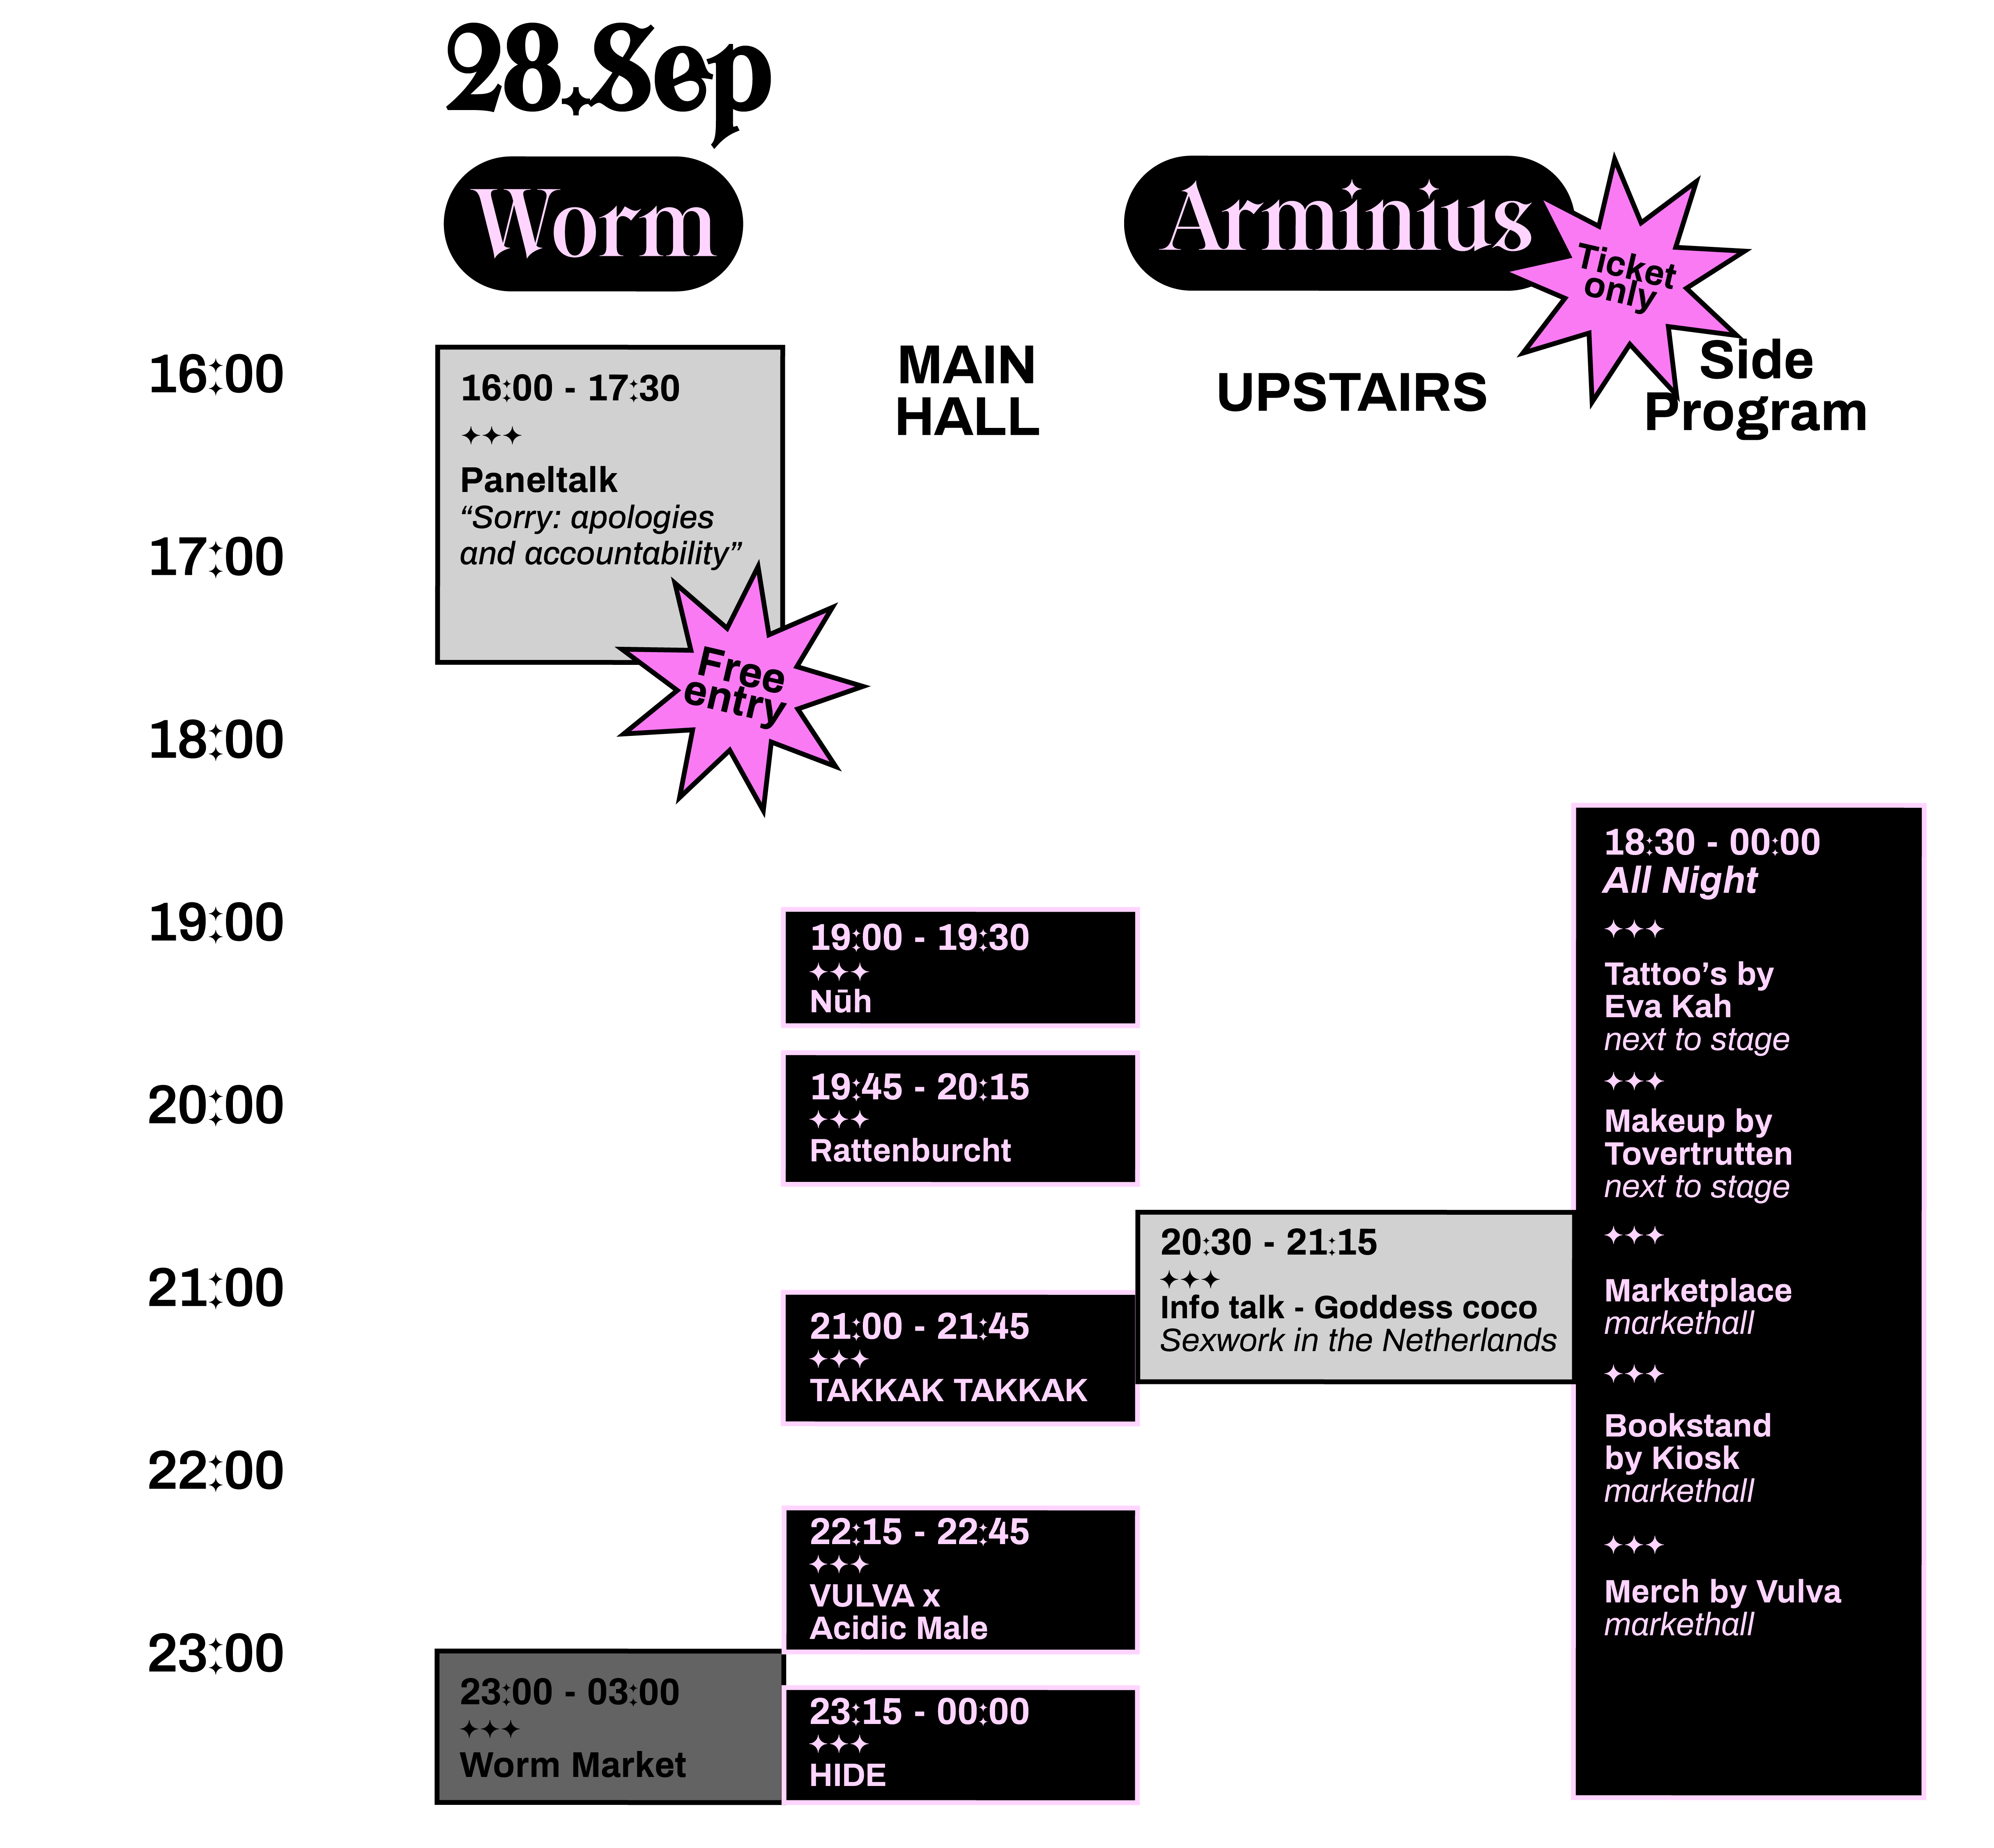 28.Sep
Worm
Arminius
Ticket
only
MAIN
HALL
UPSTAIRS
Side
Program
16:00
17:00
18:00
19:00
20:00
21:00
22:00
23:00
16:00 - 17:30
Paneltalk
“Sorry: apologies
and accountability”
Free
entry
23:00 - 03:00
Worm Market
19:00 - 19:30
Nūh
19:45 - 20:15
Rattenburcht
21:00 - 21:45
TAKKAK TAKKAK
22:15 - 22:45
VULVA x
Acidic Male
23:15 - 00:00
HIDE
20:30 - 21:15
Info talk - Goddess coco
Sexwork in the Netherlands
18:30 - 00:00
All Night
Tattoo’s by
Eva Kah
next to stage
Makeup by
Tovertrutten
next to stage
Marketplace
markethall
Bookstand
by Kiosk
markethall
Merch by Vulva
markethall